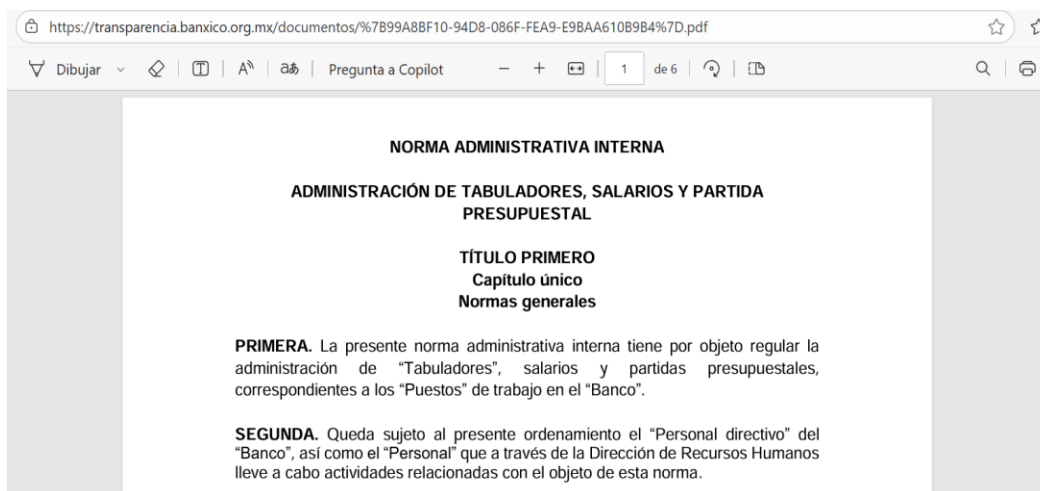 https://transparencia.banxico.org.mx/documentos/%7B99A8BF10-94D8-086F-FEA9-E9BAA610B9B4%7D.pdf
Dibujar
T
A
aあ
Pregunta a Copilot
1
de 6
NORMA ADMINISTRATIVA INTERNA
ADMINISTRACIÓN DE TABULADORES, SALARIOS Y PARTIDA
PRESUPUESTAL
TÍTULO PRIMERO
Capítulo único
Normas generales
PRIMERA. La presente norma administrativa interna tiene por objeto regular la
administración de “Tabuladores”, salarios y partidas presupuestales,
correspondientes a los “Puestos” de trabajo en el “Banco”.
SEGUNDA. Queda sujeto al presente ordenamiento el “Personal directivo” del
“Banco”, así como el “Personal” que a través de la Dirección de Recursos Humanos
lleve a cabo actividades relacionadas con el objeto de esta norma.